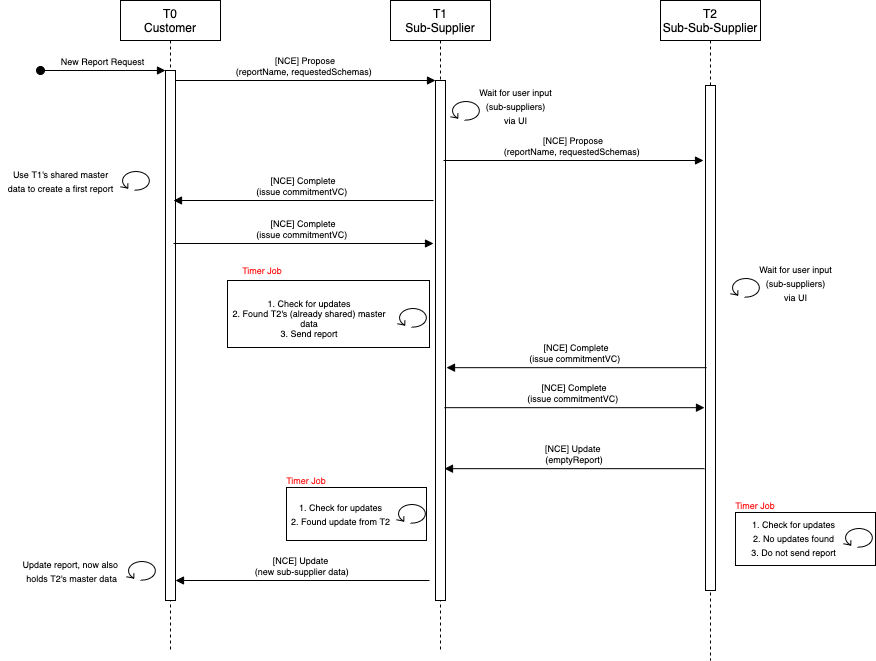 T0
Customer
T1
Sub-Supplier
T2
Sub-Sub-Supplier
New Report Request
[NCE] Propose
(reportName, requestedSchemas)
Wait for user input
(sub-suppliers)
via UI
[NCE] Propose
(reportName, requestedSchemas)
Use T1's shared master
data to create a first report
[NCE] Complete
(issue commitmentVC)
[NCE] Complete
(issue commitmentVC)
Timer Job
1. Check for updates
2. Found T2's (already shared) master
data
3. Send report
Wait for user input
(sub-suppliers)
via UI
[NCE] Complete
(issue commitmentVC)
[NCE] Complete
(issue commitmentVC)
[NCE] Update
(emptyReport)
Timer Job
1. Check for updates
2. Found update from T2
Timer Job
1. Check for updates
2. No updates found
3. Do not send report
[NCE] Update
(new sub-supplier data)
Update report, now also
holds T2's master data